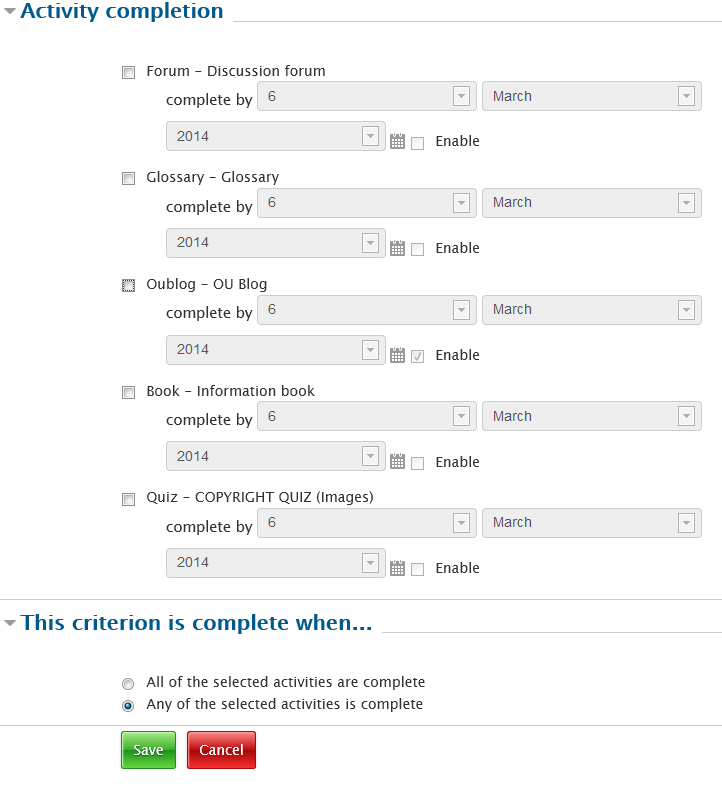 Activity completion
Forum - Discussion forum
complete by 6 March
2014 Enable
Glossary - Glossary
complete by 6 March
2014 Enable
Oublog - OU Blog
complete by 6 March
2014 Enable
Book - Information book
complete by 6 March
2014 Enable
Quiz - COPYRIGHT QUIZ (Images)
complete by 6 March
2014 Enable
This criterion is complete when...
All of the selected activities are complete
Any of the selected activities is complete
Save Cancel